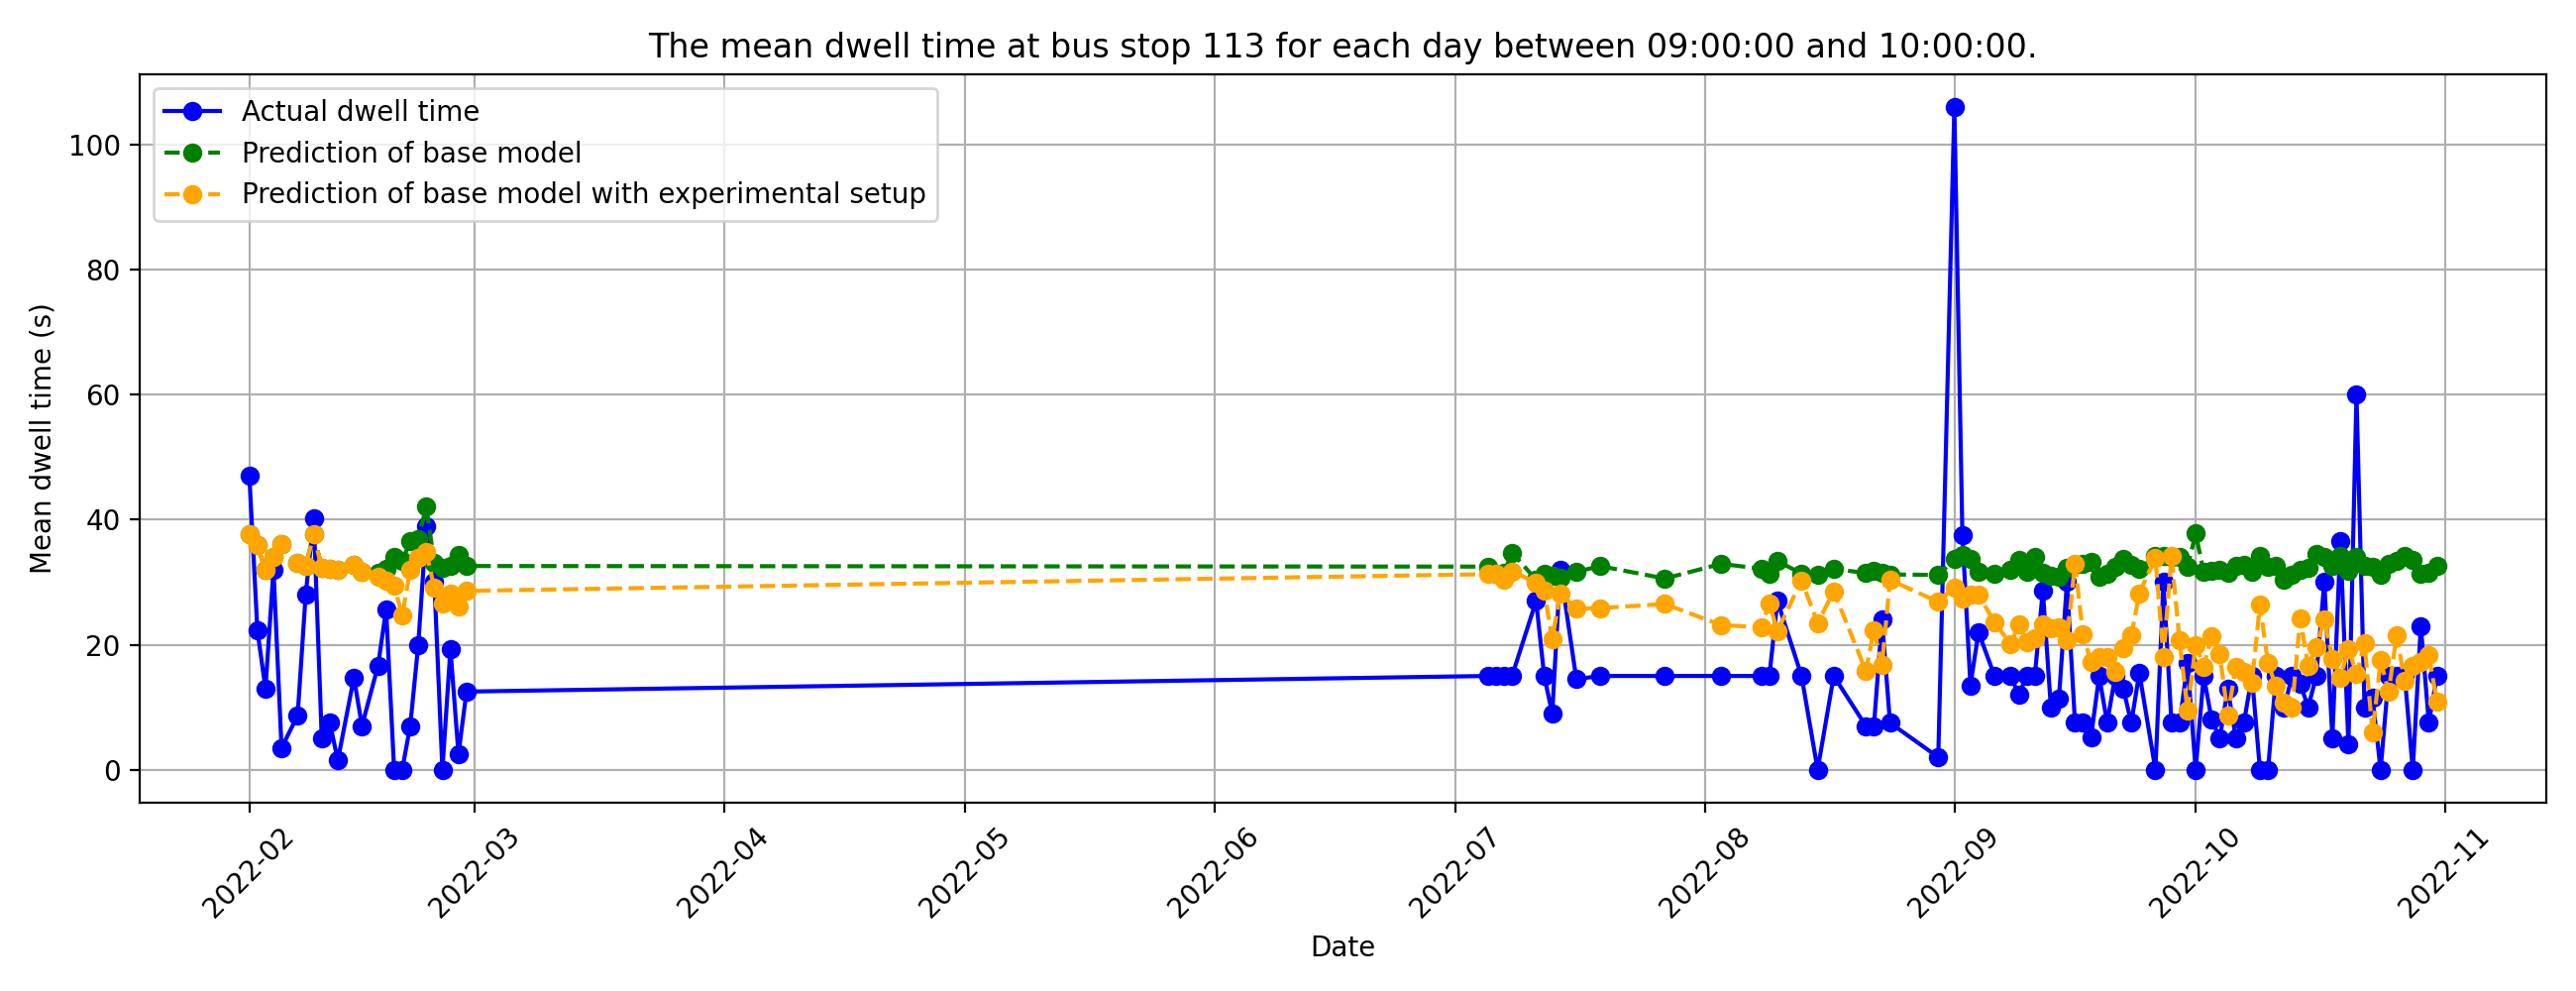 The mean dwell time at bus stop 113 for each day between 09:00:00 and 10:00:00.
Actual dwell time
Prediction of base model
Prediction of base model with experimental setup
Mean dwell time (s)
100
80
60
40
20
0
2022-02
2022-03
2022-04
2022-05
2022-06
2022-07
2022-08
2022-09
2022-10
2022-11
Date